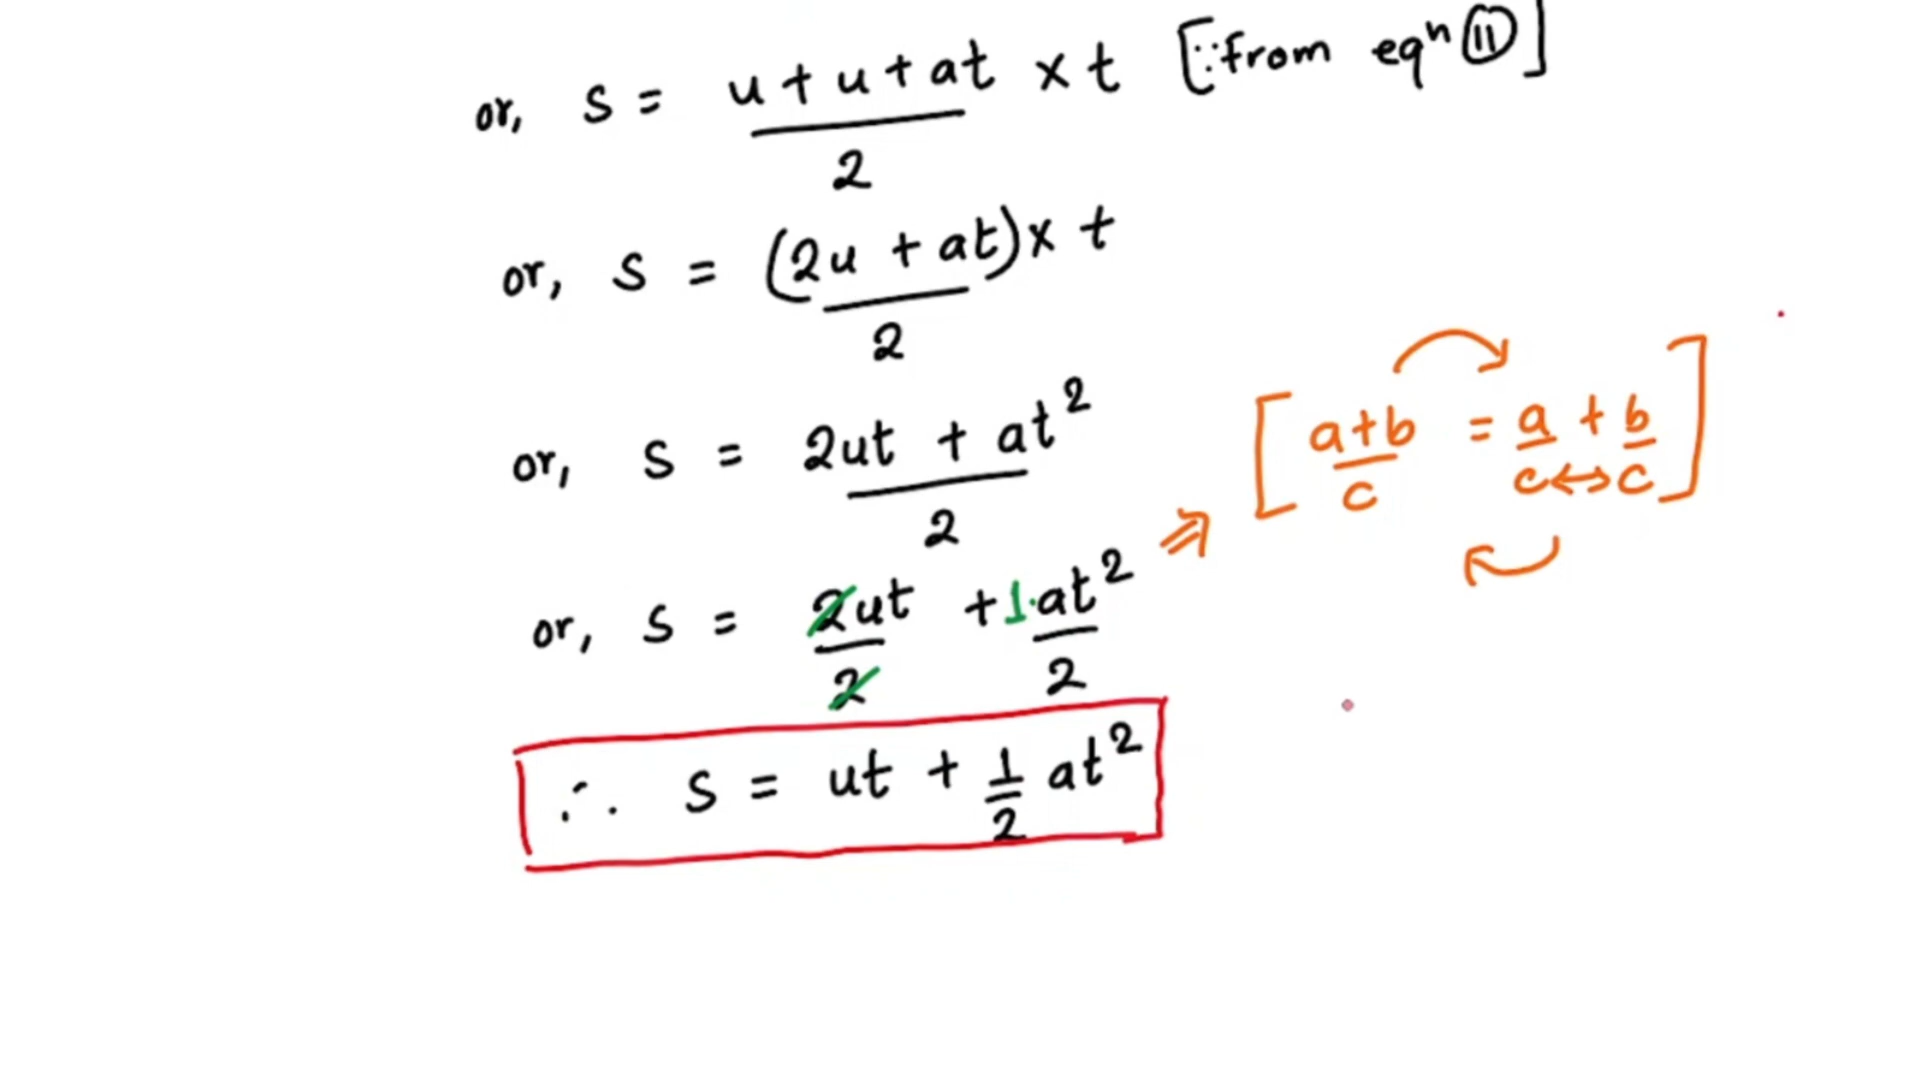 or, s = (u + u + at)/2 × t [∵ from eqⁿ (ii)]
or, s = (2u + at)/2 × t
or, s = (2ut + at²)/2
or, s = 2ut/2 + 1·at²/2 ⇒ [(a+b)/c = a/c + b/c]
∴ s = ut + 1/2 at²